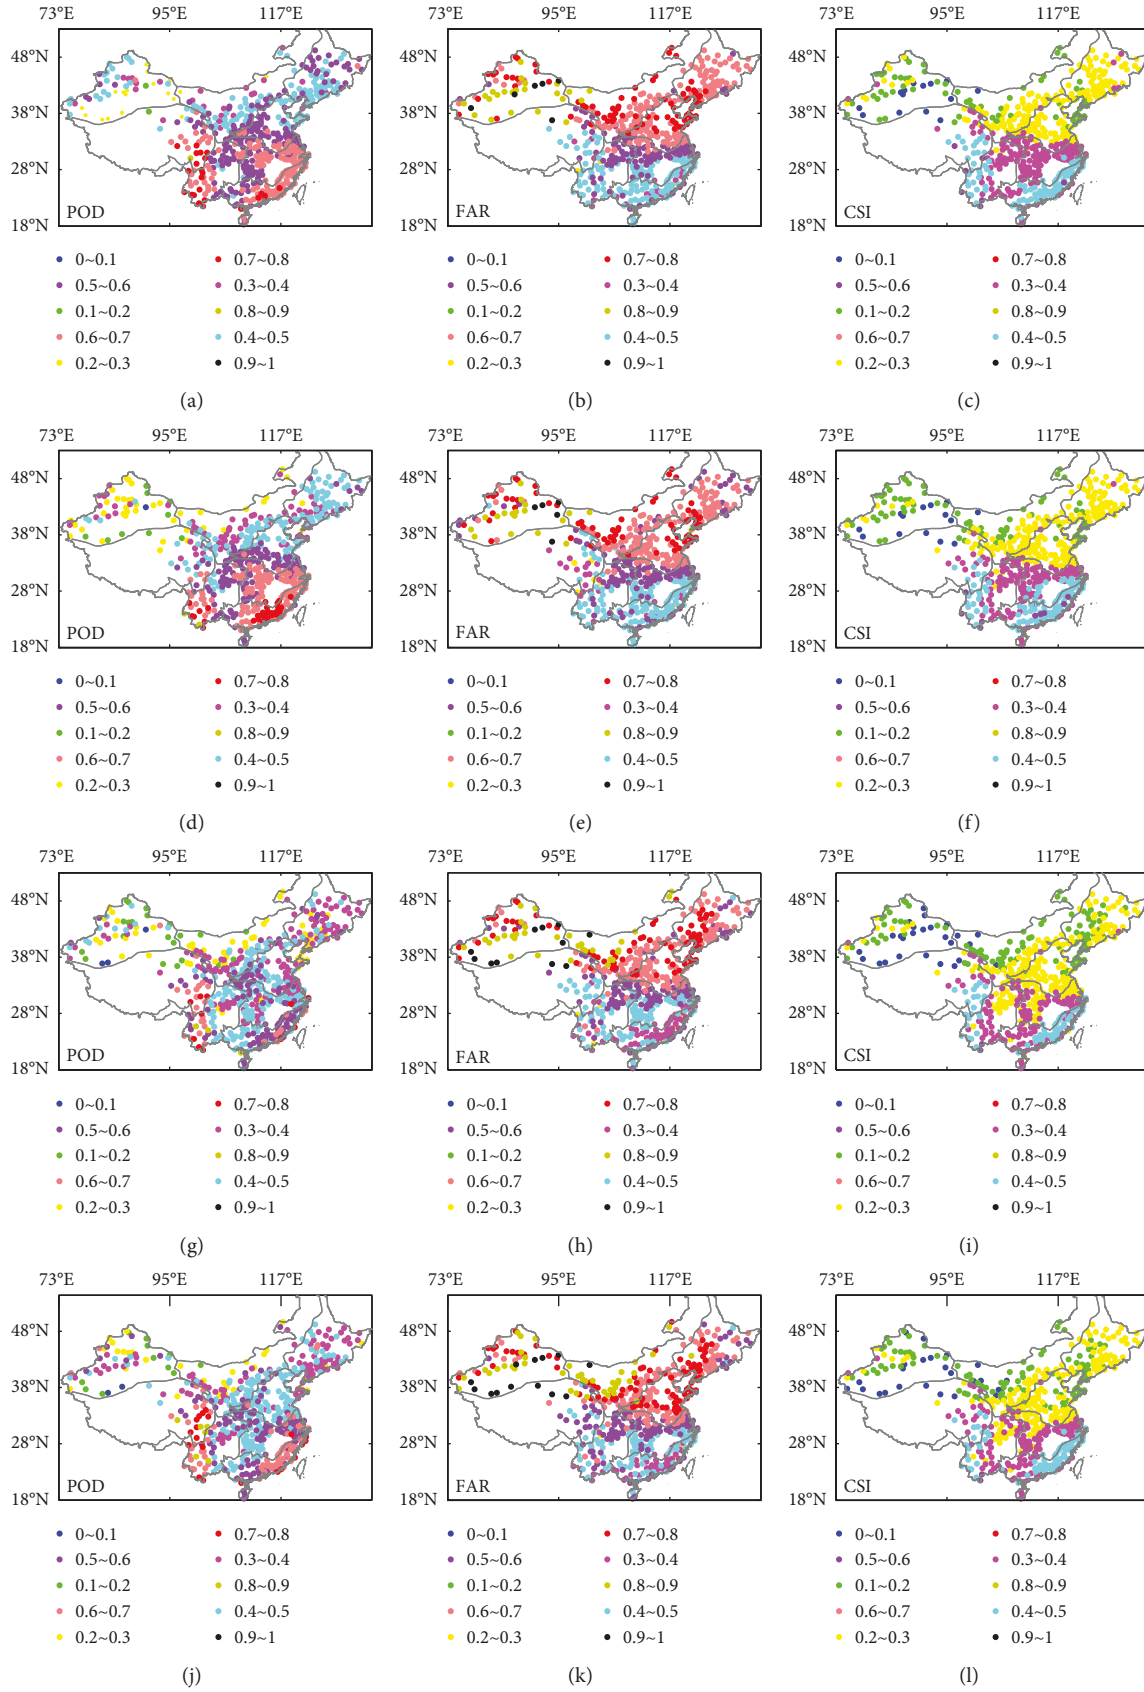 73°E 95°E 117°E 73°E 95°E 117°E 73°E 95°E 117°E
48°N 48°N 48°N
38°N 38°N 38°N
28°N 28°N 28°N
POD FAR CSI
18°N 18°N 18°N
0~0.1 0.7~0.8 0~0.1 0.7~0.8 0~0.1 0.7~0.8
0.5~0.6 0.3~0.4 0.5~0.6 0.3~0.4 0.5~0.6 0.3~0.4
0.1~0.2 0.8~0.9 0.1~0.2 0.8~0.9 0.1~0.2 0.8~0.9
0.6~0.7 0.4~0.5 0.6~0.7 0.4~0.5 0.6~0.7 0.4~0.5
0.2~0.3 0.9~1 0.2~0.3 0.9~1 0.2~0.3 0.9~1
(a) (b) (c)
73°E 95°E 117°E 73°E 95°E 117°E 73°E 95°E 117°E
48°N 48°N 48°N
38°N 38°N 38°N
28°N 28°N 28°N
POD FAR CSI
18°N 18°N 18°N
0~0.1 0.7~0.8 0~0.1 0.7~0.8 0~0.1 0.7~0.8
0.5~0.6 0.3~0.4 0.5~0.6 0.3~0.4 0.5~0.6 0.3~0.4
0.1~0.2 0.8~0.9 0.1~0.2 0.8~0.9 0.1~0.2 0.8~0.9
0.6~0.7 0.4~0.5 0.6~0.7 0.4~0.5 0.6~0.7 0.4~0.5
0.2~0.3 0.9~1 0.2~0.3 0.9~1 0.2~0.3 0.9~1
(d) (e) (f)
73°E 95°E 117°E 73°E 95°E 117°E 73°E 95°E 117°E
48°N 48°N 48°N
38°N 38°N 38°N
28°N 28°N 28°N
POD FAR CSI
18°N 18°N 18°N
0~0.1 0.7~0.8 0~0.1 0.7~0.8 0~0.1 0.7~0.8
0.5~0.6 0.3~0.4 0.5~0.6 0.3~0.4 0.5~0.6 0.3~0.4
0.1~0.2 0.8~0.9 0.1~0.2 0.8~0.9 0.1~0.2 0.8~0.9
0.6~0.7 0.4~0.5 0.6~0.7 0.4~0.5 0.6~0.7 0.4~0.5
0.2~0.3 0.9~1 0.2~0.3 0.9~1 0.2~0.3 0.9~1
(g) (h) (i)
73°E 95°E 117°E 73°E 95°E 117°E 73°E 95°E 117°E
48°N 48°N 48°N
38°N 38°N 38°N
28°N 28°N 28°N
POD FAR CSI
18°N 18°N 18°N
0~0.1 0.7~0.8 0~0.1 0.7~0.8 0~0.1 0.7~0.8
0.5~0.6 0.3~0.4 0.5~0.6 0.3~0.4 0.5~0.6 0.3~0.4
0.1~0.2 0.8~0.9 0.1~0.2 0.8~0.9 0.1~0.2 0.8~0.9
0.6~0.7 0.4~0.5 0.6~0.7 0.4~0.5 0.6~0.7 0.4~0.5
0.2~0.3 0.9~1 0.2~0.3 0.9~1 0.2~0.3 0.9~1
(j) (k) (l)